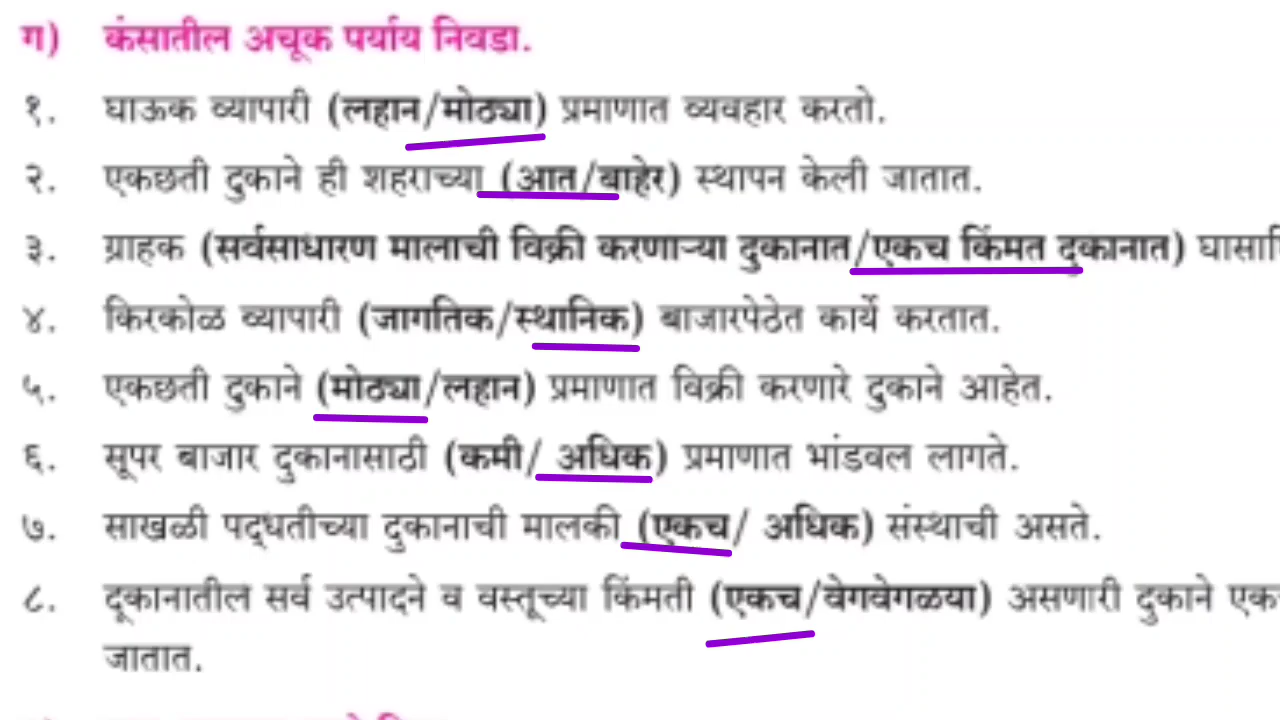 ग) कंसातील अचूक पर्याय निवडा.
१. घाऊक व्यापारी (लहान/मोठ्या) प्रमाणात व्यवहार करतो.
२. एकछती दुकाने ही शहराच्या (आत/बाहेर) स्थापन केली जातात.
३. ग्राहक (सर्वसाधारण मालाची विक्री करणाऱ्या दुकानात/एकच किंमत दुकानात)
४. किरकोळ व्यापारी (जागतिक/स्थानिक) बाजारपेठेत कार्ये करतात.
५. एकछती दुकाने (मोठ्या/लहान) प्रमाणात विक्री करणारे दुकाने आहेत.
६. सूपर बाजार दुकानासाठी (कमी/ अधिक) प्रमाणात भांडवल लागते.
७. साखळी पद्धतीच्या दुकानाची मालकी (एकच/ अधिक) संस्थाची असते.
८. दूकानातील सर्व उत्पादने व वस्तूच्या किंमती (एकच/वेगवेगळया) असणारी दुकाने
जातात.